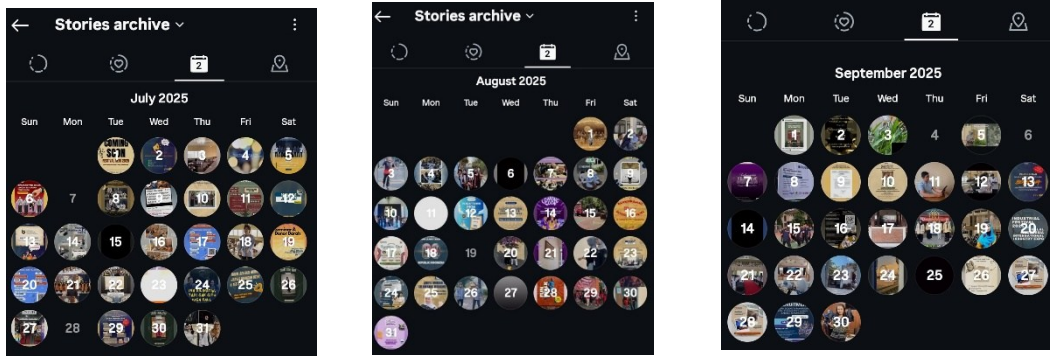 Stories archive
2
July 2025
Sun Mon Tue Wed Thu Fri Sat
COMING
SOON
1 2 3 4 5
6 7 8 9 10 11 12
13 14 15 16 17 18 19
20 21 22 23 24 25 26
27 28 29 30 31
Stories archive
2
August 2025
Sun Mon Tue Wed Thu Fri Sat
1 2
3 4 5 6 7 8 9
10 11 12 13 14 15 16
17 18 19 20 21 22 23
24 25 26 27 28 29 30
31
2
September 2025
Sun Mon Tue Wed Thu Fri Sat
1 2 3 4 5 6
7 8 9 10 11 12 13
14 15 16 17 18 19 20
21 22 23 24 25 26 27
28 29 30